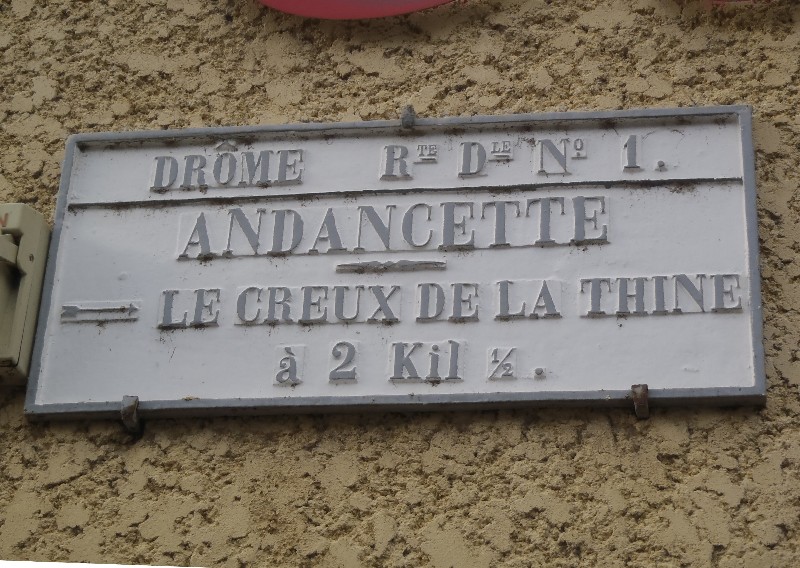 DRÔME Rᵀᴱ Dᴸᴱ Nº 1.
ANDANCETTE
LE CREUX DE LA THINE
à 2 Kil ½.